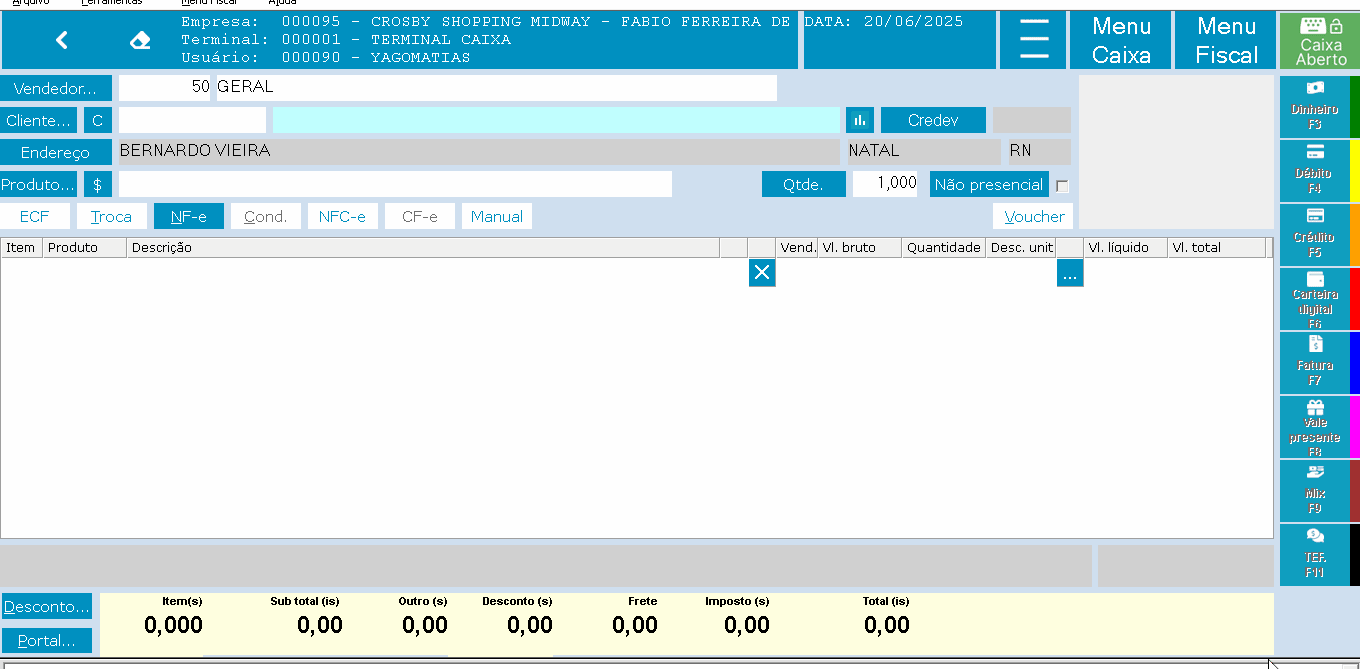 Arquivo Ferramentas Menu Fiscal Ajuda
Empresa: 000095 - CROSBY SHOPPING MIDWAY - FABIO FERREIRA DE
Terminal: 000001 - TERMINAL CAIXA
Usuário: 000090 - YAGOMATIAS
DATA: 20/06/2025
Menu
Caixa
Menu
Fiscal
Caixa
Aberto
Vendedor... 50 GERAL
Cliente... C Credev
Endereço BERNARDO VIEIRA NATAL RN
Produto... $ Qtde. 1,000 Não presencial
ECF Troca NF-e Cond. NFC-e CF-e Manual Voucher
Item Produto Descrição Vend. Vl. bruto Quantidade Desc. unit Vl. líquido Vl. total
...
Dinheiro
F3
Débito
F4
Crédito
F5
Carteira
digital
F6
Fatura
F7
Vale
presente
F8
Mix
F9
TEF.
F11
Desconto... Item(s) Sub total (is) Outro (s) Desconto (s) Frete Imposto (s) Total (is)
0,000 0,00 0,00 0,00 0,00 0,00 0,00
Portal...